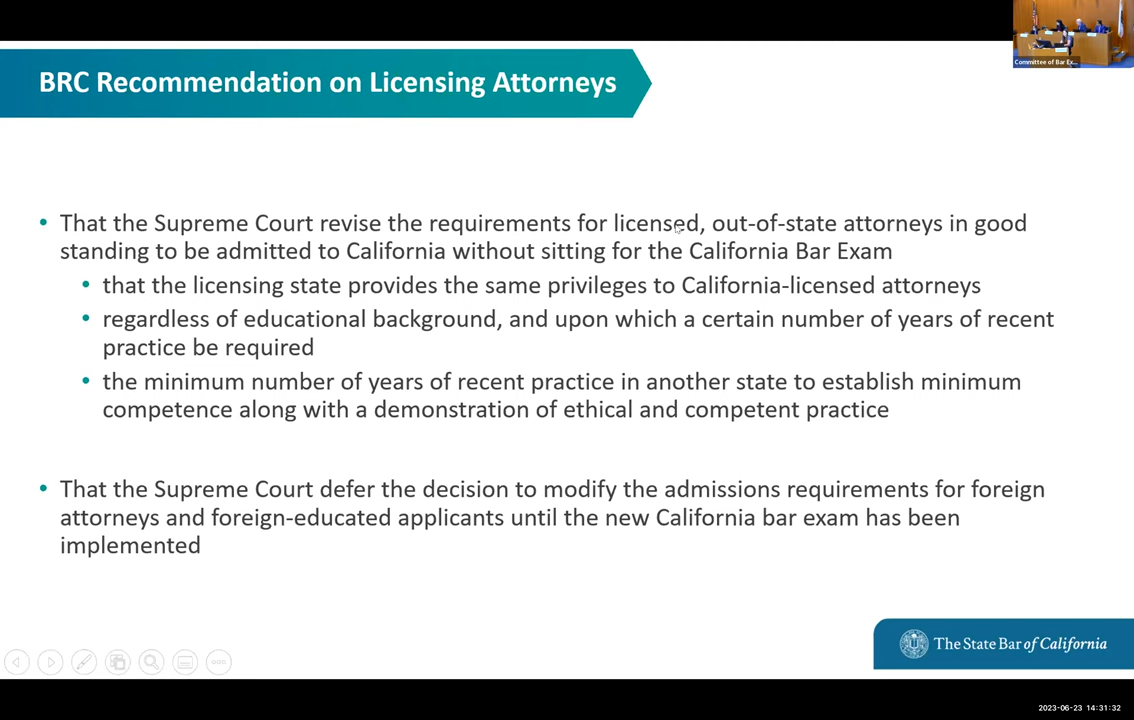 Committee of Bar Ex...
BRC Recommendation on Licensing Attorneys
• That the Supreme Court revise the requirements for licensed, out-of-state attorneys in good
standing to be admitted to California without sitting for the California Bar Exam
• that the licensing state provides the same privileges to California-licensed attorneys
• regardless of educational background, and upon which a certain number of years of recent
practice be required
• the minimum number of years of recent practice in another state to establish minimum
competence along with a demonstration of ethical and competent practice
• That the Supreme Court defer the decision to modify the admissions requirements for foreign
attorneys and foreign-educated applicants until the new California bar exam has been
implemented
The State Bar of California
2023-06-23 14:31:32